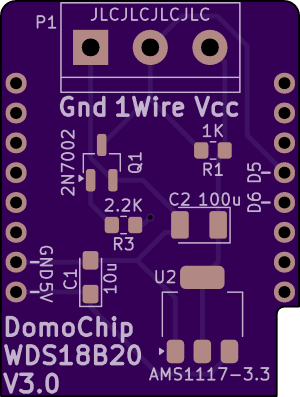 JLCJLCJLCJLC
P1
Gnd 1Wire Vcc
2N7002
Q1
1K
R1
D5
D6
2.2K
R3
C2 100u
GND
5V
C1
10u
U2
AMS1117-3.3
DomoChip
WDS18B20
V3.0